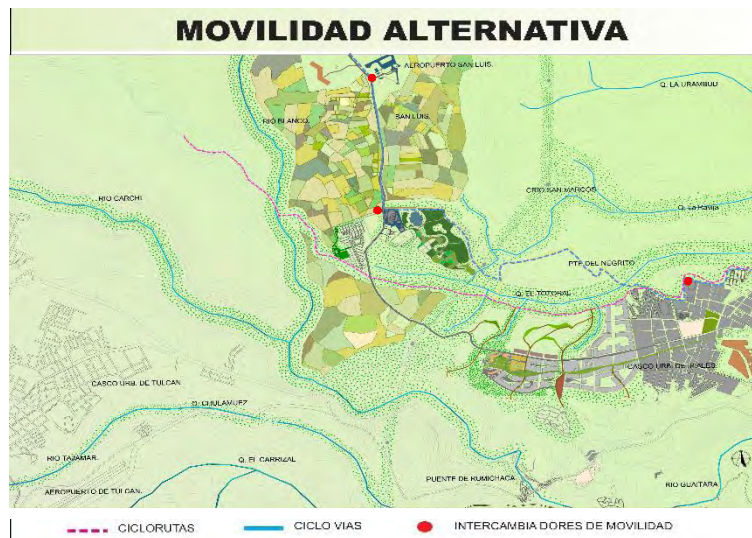 MOVILIDAD ALTERNATIVA
AEROPUERTO SAN LUIS.
Q. LA URAMBUD
RIO BLANCO.
SAN LUIS.
RIO CARCHI
CRIO SAN MARCOS
PTE DEL NEGRITO
Q. EL TOTORAL
CASCO URB. DE TULCAN
CASCO URB. DE IPIALES
Q. CHULAMUEZ
RIO TAJAMAR.
Q. EL CARRIZAL
PUENTE DE RUMICHACA
RIO GUAITARA
AEROPUERTO DE TULCAN.
CICLORUTAS
CICLO VIAS
INTERCAMBIA DORES DE MOVILIDAD